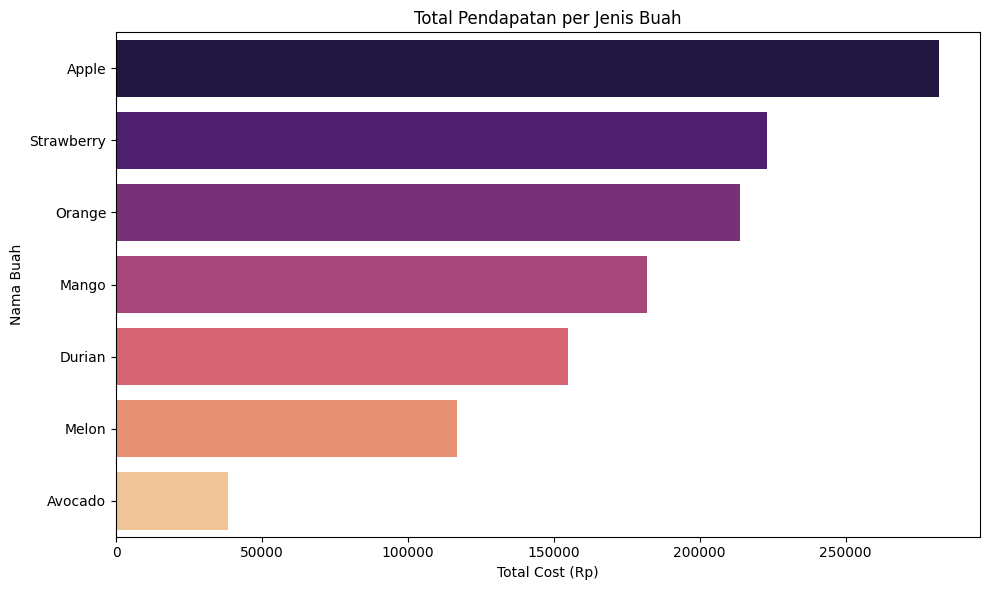 Total Pendapatan per Jenis Buah
Nama Buah
Apple
Strawberry
Orange
Mango
Durian
Melon
Avocado
0 50000 100000 150000 200000 250000
Total Cost (Rp)